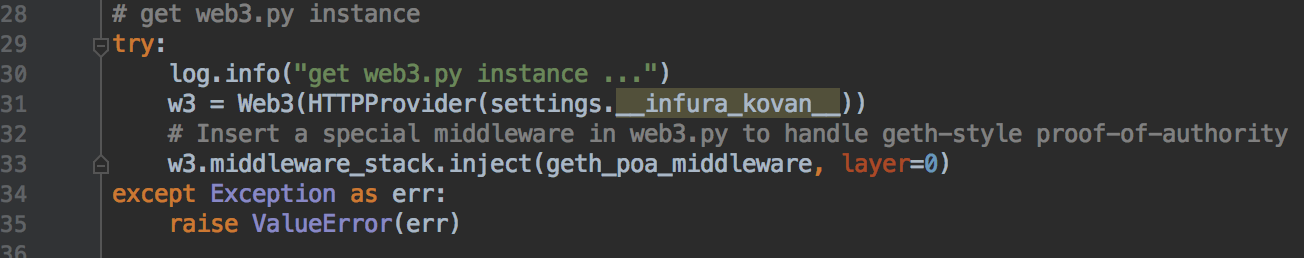 28 # get web3.py instance
29 try:
30 log.info("get web3.py instance ...")
31 w3 = Web3(HTTPProvider(settings.__infura_kovan__))
32 # Insert a special middleware in web3.py to handle geth-style proof-of-authority
33 w3.middleware_stack.inject(geth_poa_middleware, layer=0)
34 except Exception as err:
35 raise ValueError(err)
36